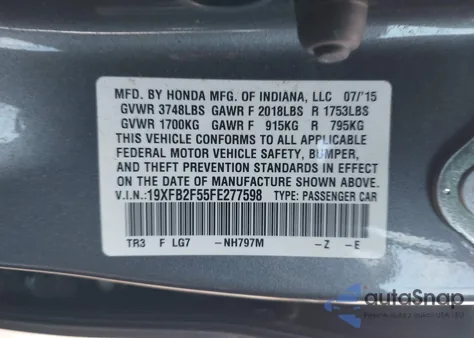 MFD. BY HONDA MFG. OF INDIANA, LLC 07/'15
GVWR 3748LBS GAWR F 2018LBS R 1753LBS
GVWR 1700KG GAWR F 915KG R 795KG
THIS VEHICLE CONFORMS TO ALL APPLICABLE
FEDERAL MOTOR VEHICLE SAFETY, BUMPER,
AND THEFT PREVENTION STANDARDS IN EFFECT
ON THE DATE OF MANUFACTURE SHOWN ABOVE.
V.I.N.:19XFB2F55FE277598 TYPE: PASSENGER CAR
TR3 F LG7 -NH797M -Z -E
autoSnap